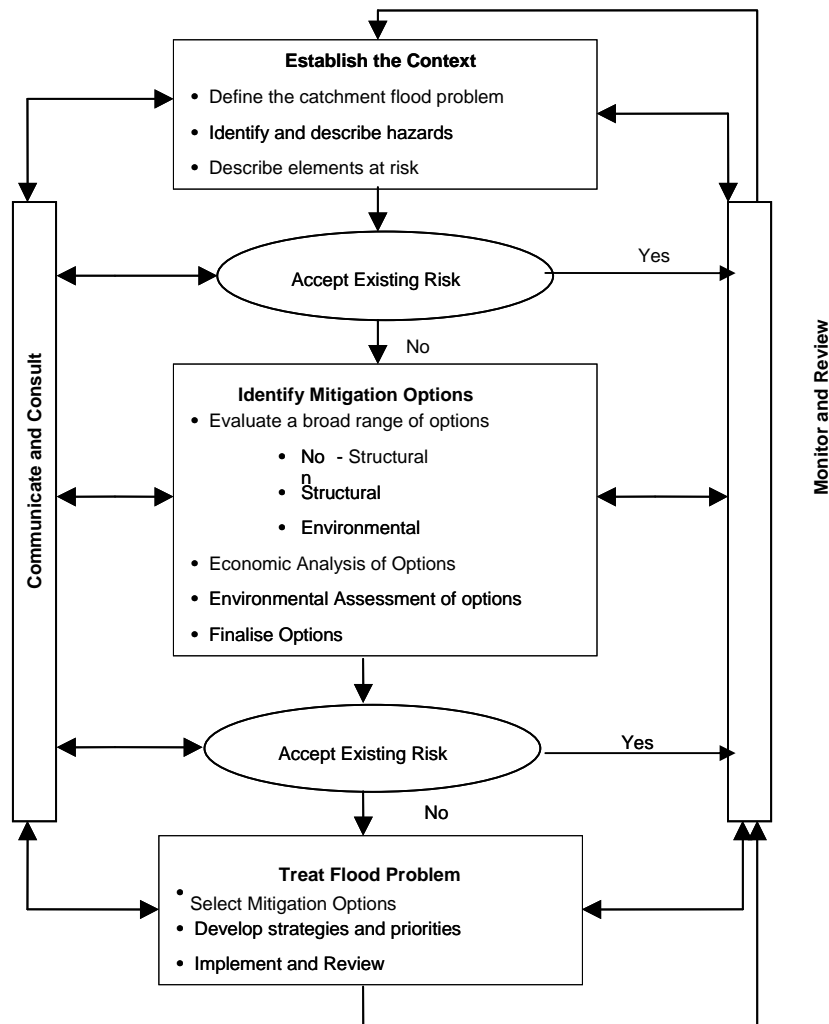 Establish the Context
• Define the catchment flood problem
• Identify and describe hazards
• Describe elements at risk
Accept Existing Risk
Yes
No
Communicate and Consult
Monitor and Review
Identify Mitigation Options
• Evaluate a broad range of options
• No - Structural
n
• Structural
• Environmental
• Economic Analysis of Options
• Environmental Assessment of options
• Finalise Options
Accept Existing Risk
Yes
No
Treat Flood Problem
• Select Mitigation Options
• Develop strategies and priorities
• Implement and Review